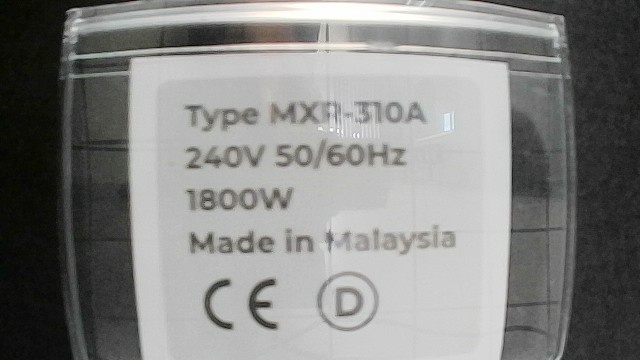 Type MXR-310A
240V 50/60Hz
1800W
Made in Malaysia
CE D